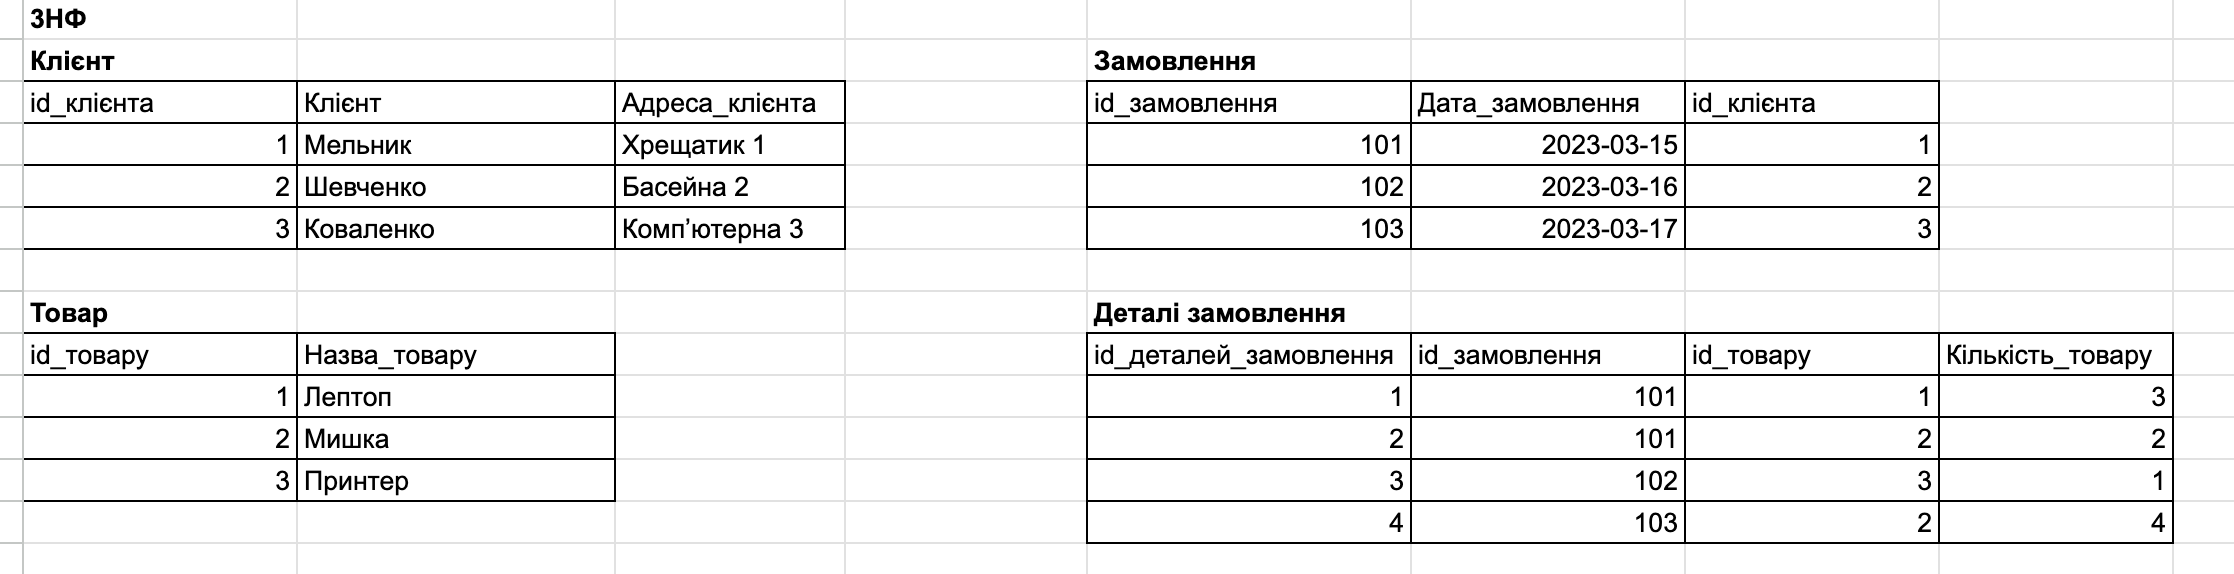 3НФ
Клієнт
id_клієнта Клієнт Адреса_клієнта
1 Мельник Хрещатик 1
2 Шевченко Басейна 2
3 Коваленко Комп’ютерна 3
Замовлення
id_замовлення Дата_замовлення id_клієнта
101 2023-03-15 1
102 2023-03-16 2
103 2023-03-17 3
Товар
id_товару Назва_товару
1 Лептоп
2 Мишка
3 Принтер
Деталі замовлення
id_деталей_замовлення id_замовлення id_товару Кількість_товару
1 101 1 3
2 101 2 2
3 102 3 1
4 103 2 4